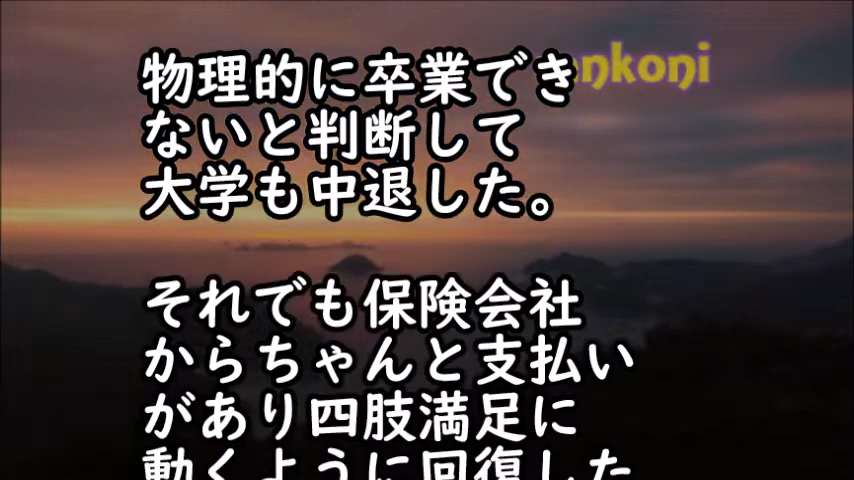 物理的に卒業でき
nkoni
ないと判断して
大学も中退した。
それでも保険会社
からちゃんと支払い
があり四肢満足に
動くように回復した